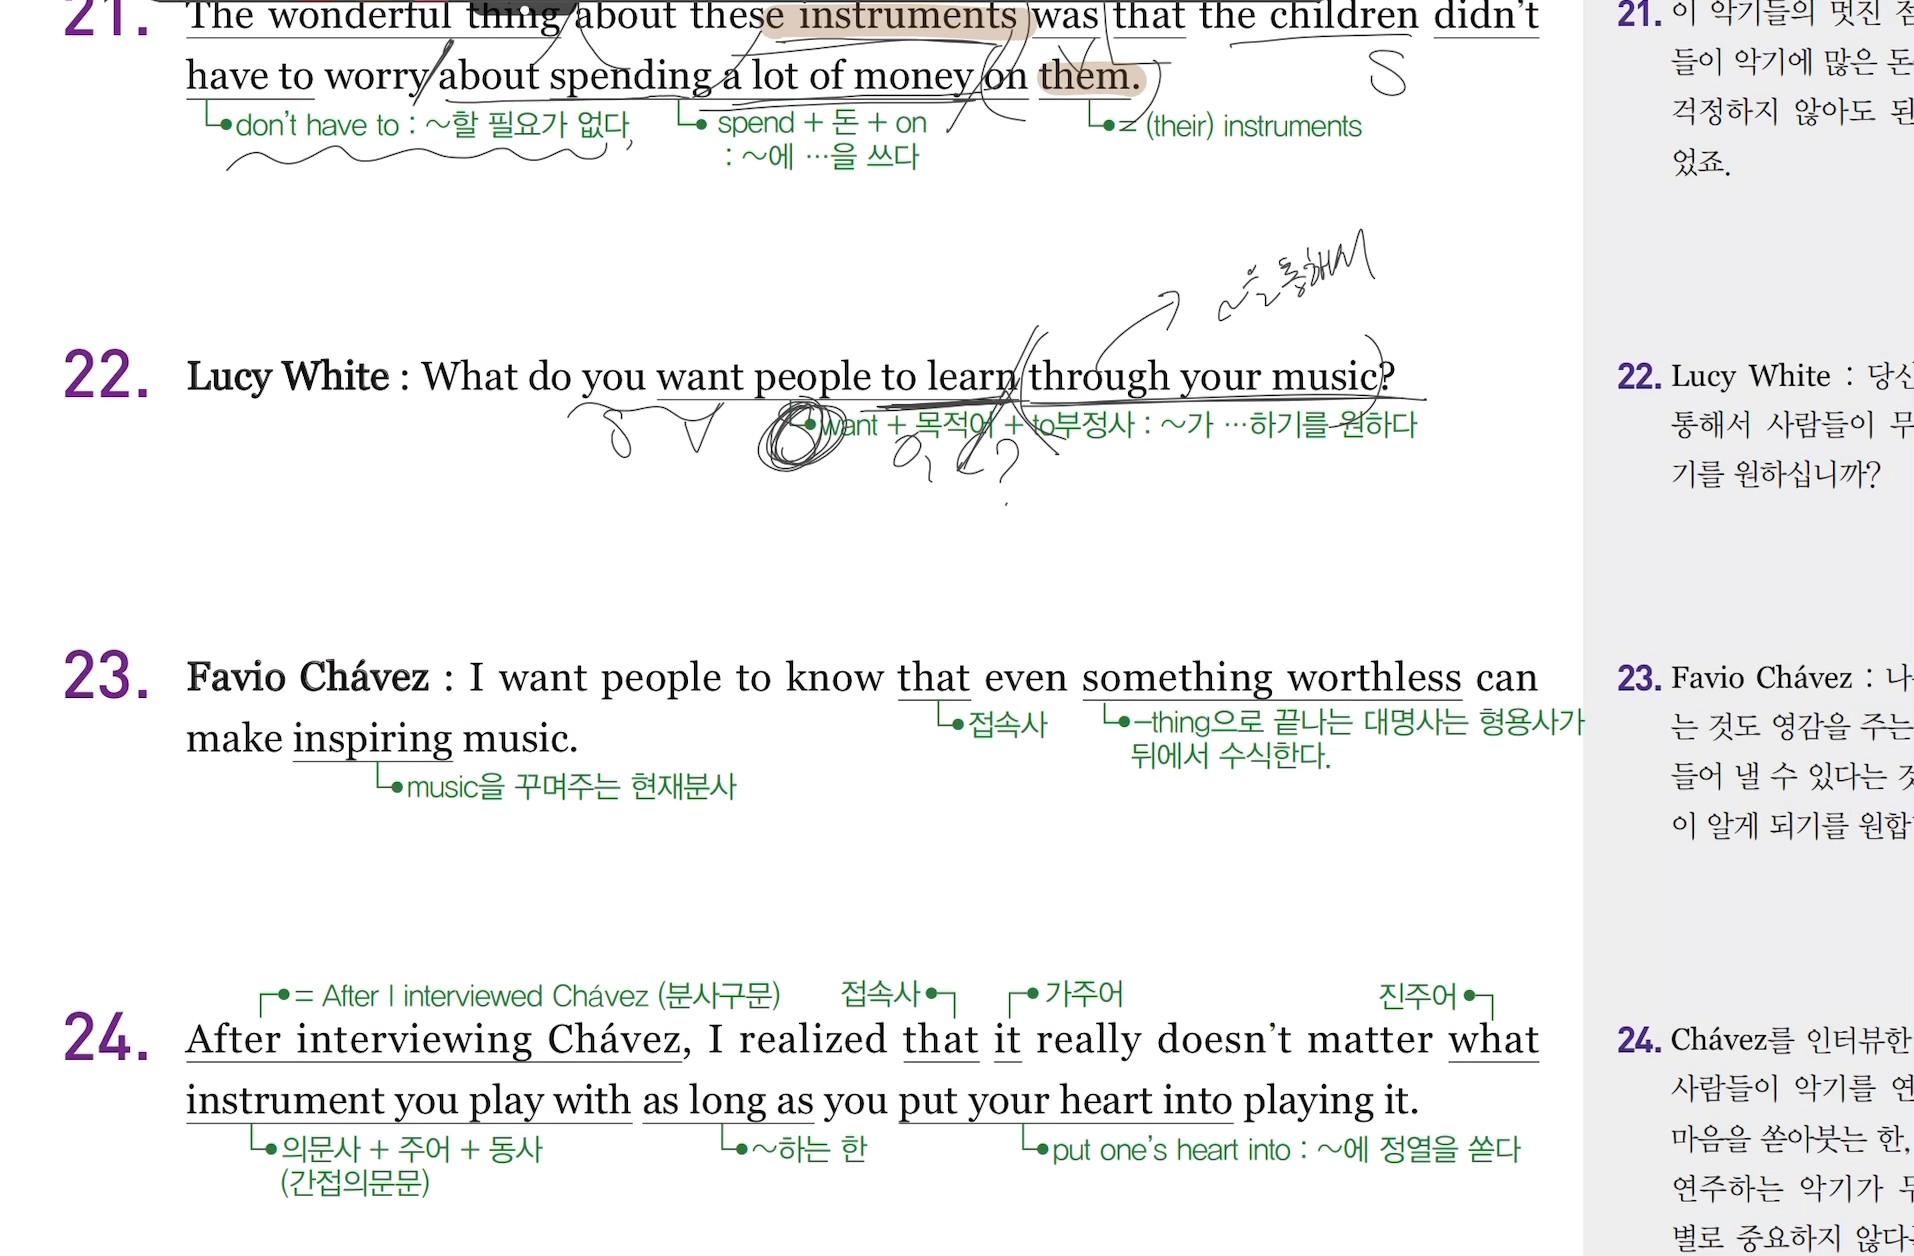 21. The wonderful thing about these instruments was that the children didn't
have to worry about spending a lot of money on them.
don't have to : ~할 필요가 없다,
spend + 돈 + on
: ~에 …을 쓰다
= (their) instruments
S
~을 통해서
22. Lucy White : What do you want people to learn through your music?
want + 목적어 + to부정사 : ~가 …하기를 원하다
S V O
?
23. Favio Chávez : I want people to know that even something worthless can
접속사
–thing으로 끝나는 대명사는 형용사가
뒤에서 수식한다.
make inspiring music.
music을 꾸며주는 현재분사
= After I interviewed Chávez (분사구문)
접속사
가주어
진주어
24. After interviewing Chávez, I realized that it really doesn't matter what
instrument you play with as long as you put your heart into playing it.
의문사 + 주어 + 동사
(간접의문문)
~하는 한
put one's heart into : ~에 정열을 쏟다
21. 이 악기들의 멋진
들이 악기에 많은 돈
걱정하지 않아도 된
었죠.
22. Lucy White : 당신
통해서 사람들이 무
기를 원하십니까?
23. Favio Chávez : 나
는 것도 영감을 주는
들어 낼 수 있다는
이 알게 되기를 원합
24. Chávez를 인터뷰한
사람들이 악기를 연
마음을 쏟아붓는 한,
연주하는 악기가
별로 중요하지 않다